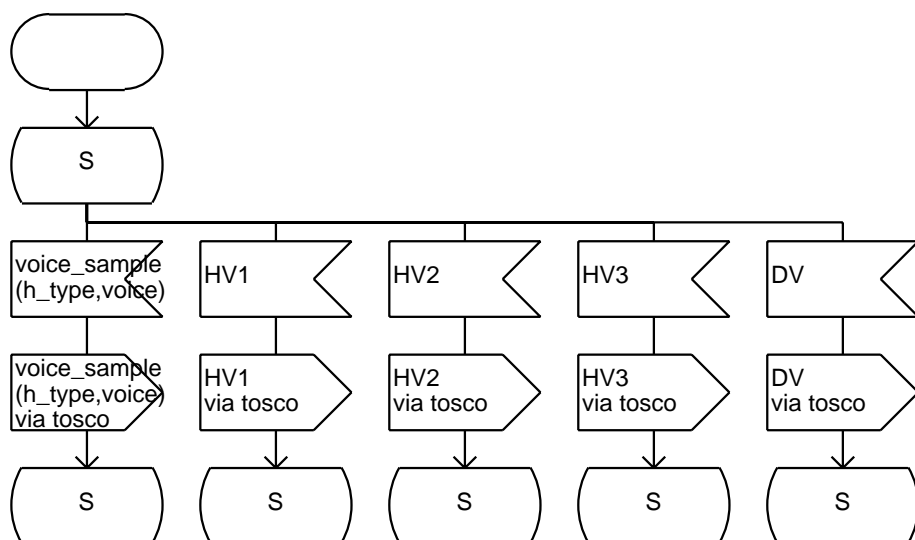 S
voice_sample
(h_type,voice)
HV1
HV2
HV3
DV
voice_sample
(h_type,voice)
via tosco
HV1
via tosco
HV2
via tosco
HV3
via tosco
DV
via tosco
S
S
S
S
S